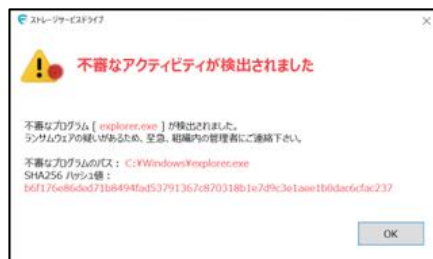 ストレージサービスドライブ
不審なアクティビティが検出されました
不審なプログラム [ explorer.exe ] が検出されました。
ランサムウェアの疑いがあるため、至急、組織内の管理者にご連絡下さい。
不審なプログラムのパス： C:¥Windows¥explorer.exe
SHA256 ハッシュ値：
b6f176e86ded71b8494fad53791367c870318b1e7d9c3e1aee1b0dac6cfac237
OK